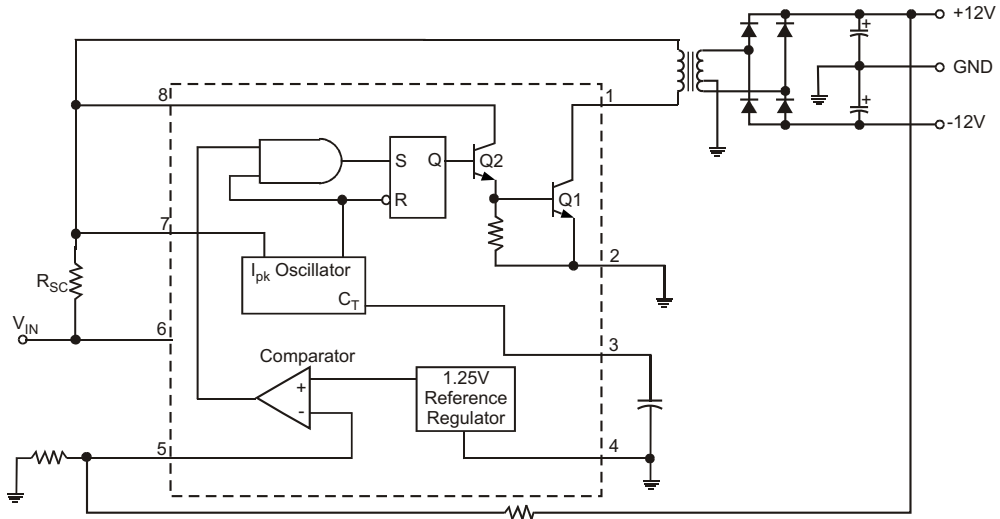 +12V
GND
-12V
8
1
S
Q
Q2
R
Q1
7
2
Ipk Oscillator
CT
RSC
VIN
6
3
Comparator
+
-
1.25V
Reference
Regulator
5
4
+
+